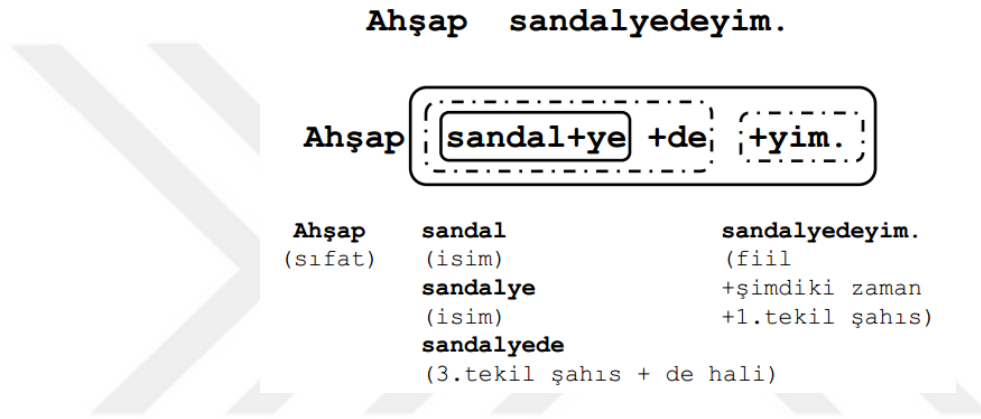 Ahşap sandalyedeyim.
Ahşap sandal+ye +de +yim.
Ahşap sandal sandalyedeyim.
(sıfat) (isim) (fiil
sandalye +şimdiki zaman
(isim) +1.tekil şahıs)
sandalyede
(3.tekil şahıs + de hali)